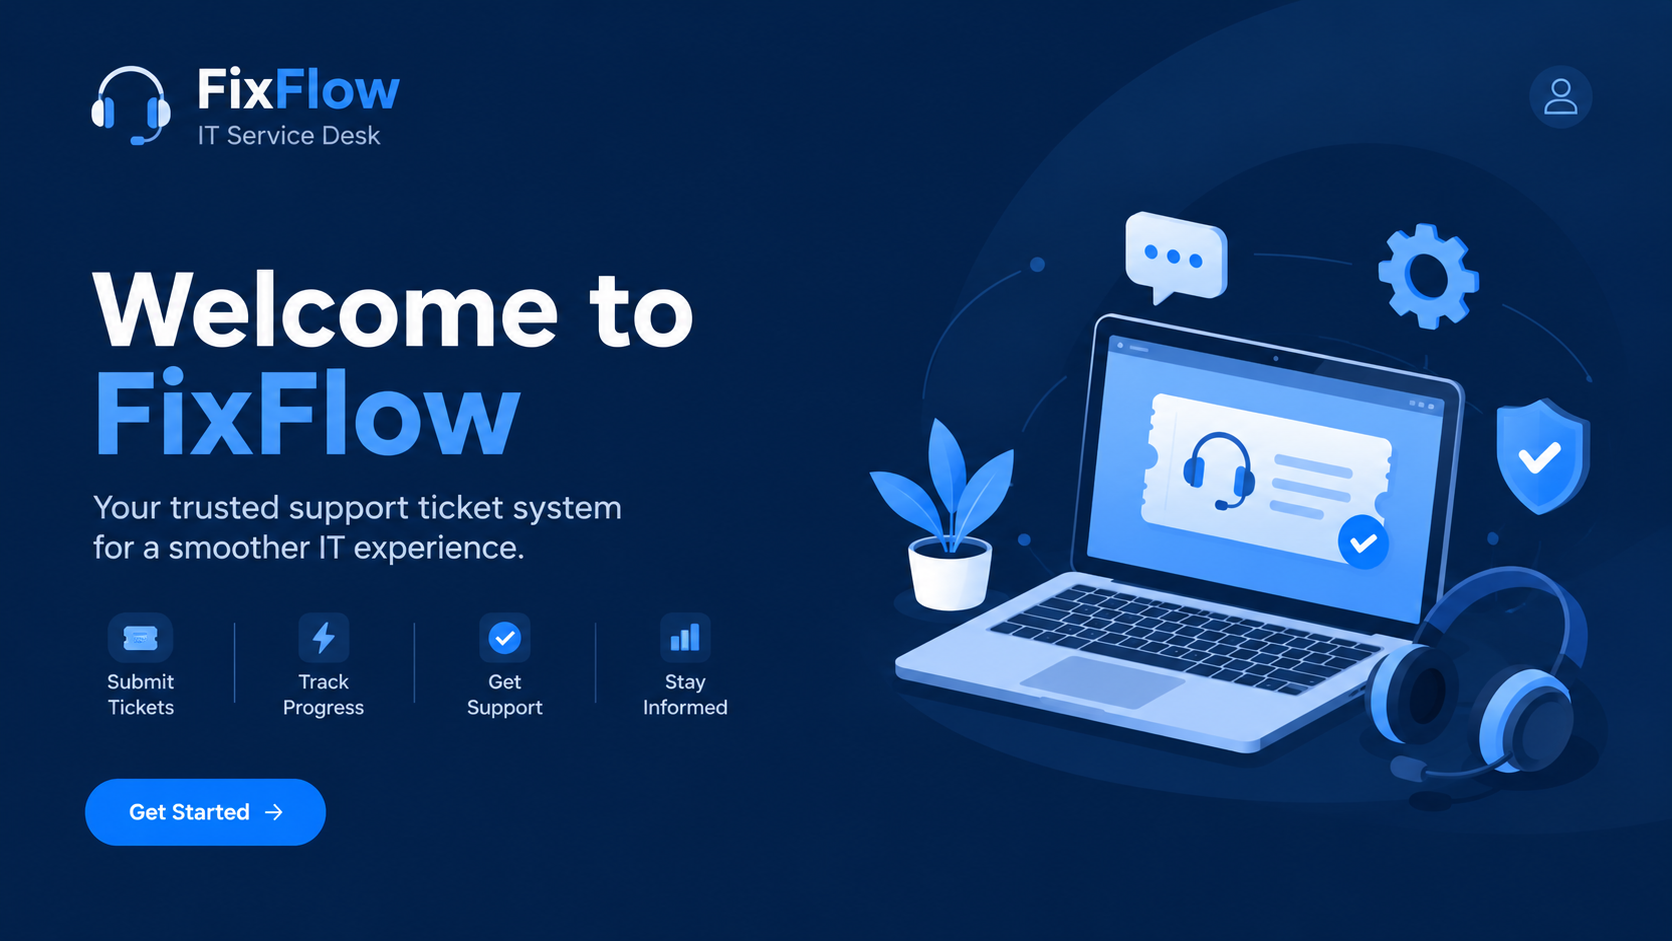 FixFlow
IT Service Desk
Welcome to
FixFlow
Your trusted support ticket system
for a smoother IT experience.
Submit
Tickets
Track
Progress
Get
Support
Stay
Informed
Get Started →